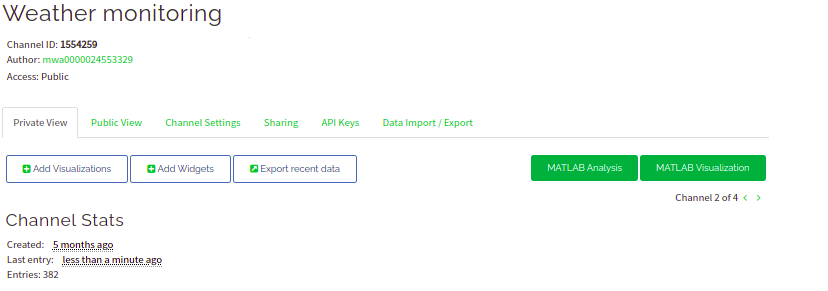 Weather monitoring
Channel ID: 1554259
Author: mwa0000024553329
Access: Public
Private View Public View Channel Settings Sharing API Keys Data Import / Export
Add Visualizations Add Widgets Export recent data MATLAB Analysis MATLAB Visualization
Channel 2 of 4 < >
Channel Stats
Created: 5 months ago
Last entry: less than a minute ago
Entries: 382